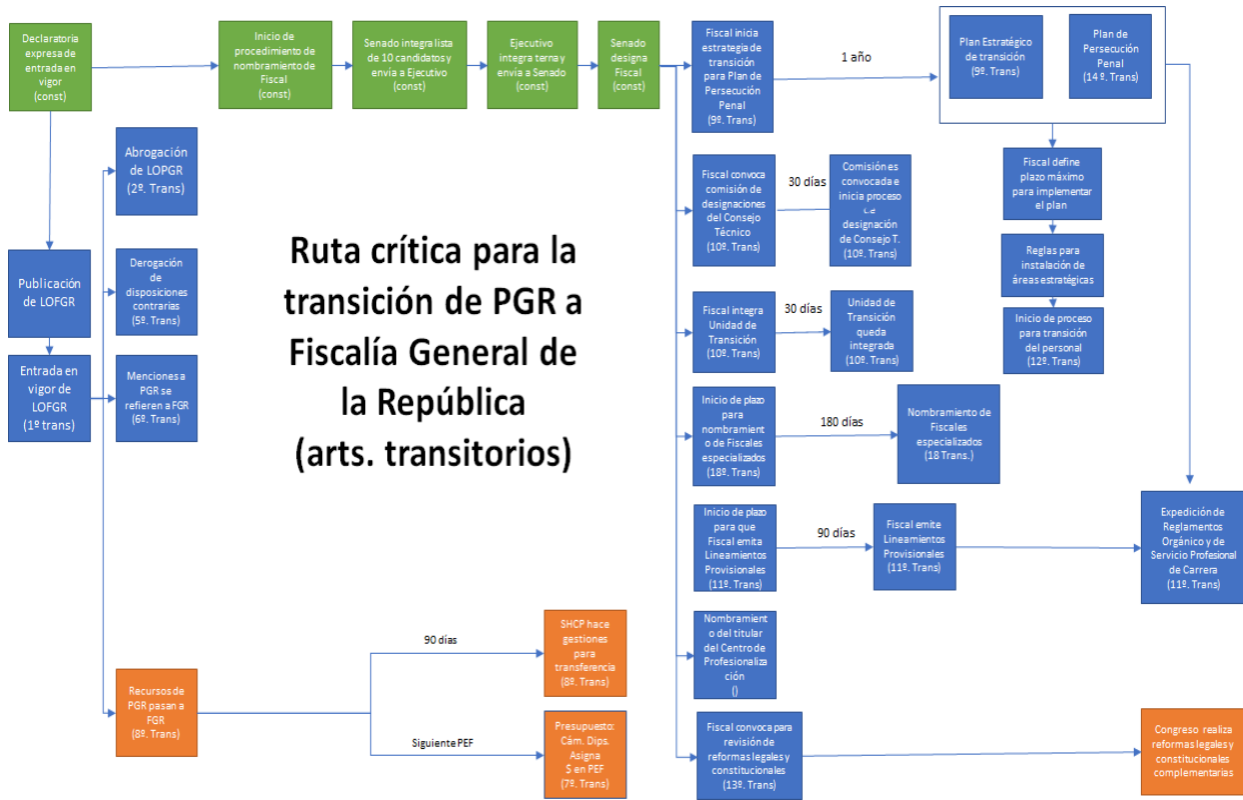 Declaratoria
expresa de
entrada en
vigor
(const)
Inicio de
procedimiento de
nombramiento de
Fiscal
(const)
Senado integra lista
de 10 candidatos y
envía a Ejecutivo
(const)
Ejecutivo
integra terna y
envía a Senado
(const)
Senado
designa
Fiscal
(const)
Fiscal inicia
estrategia de
transición
para Plan de
Persecución
Penal
(9º. Trans)
1 año
Plan Estratégico
de transición
(9º. Trans)
Plan de
Persecución
Penal
(14 º. Trans)
Abrogación
de LOPGR
(2º. Trans)
Publicación
de LOFGR
Derogación
de
disposiciones
contrarias
(5º. Trans)
Entrada en
vigor de
LOFGR
(1º trans)
Menciones a
PGR se
refieren a FGR
(6º. Trans)
Ruta crítica para la
transición de PGR a
Fiscalía General de
la República
(arts. transitorios)
Fiscal convoca
comisión de
designaciones
del Consejo
Técnico
(10º. Trans)
30 días
Comisión es
convocada e
inicia proceso
designación
de Consejo T.
(10º. Trans)
Fiscal define
plazo máximo
para implementar
el plan
Reglas para
instalación de
áreas estratégicas
Inicio de proceso
para transición
del personal
(12º. Trans)
Fiscal integra
Unidad de
Transición
(10º. Trans)
30 días
Unidad de
Transición
queda
integrada
(10º. Trans)
Inicio de
plazo para
nombramient
o de Fiscales
especializados
(18º. Trans)
180 días
Nombramiento de
Fiscales
especializados
(18 Trans.)
Inicio de plazo
para que
Fiscal emita
Lineamientos
Provisionales
(11º. Trans)
90 días
Fiscal emite
Lineamientos
Provisionales
(11º. Trans)
Expedición de
Reglamentos
Orgánico y de
Servicio Profesional
de Carrera
(11º. Trans)
Nombramient
o del titular
del Centro de
Profesionaliza
ción
()
Recursos de
PGR pasan a
FGR
(8º. Trans)
90 días
SHCP hace
gestiones
para
transferencia
(8º. Trans)
Siguiente PEF
Presupuesto:
Cám. Dips.
Asigna
$ en PEF
(7º. Trans)
Fiscal convoca
para
revisión de
reformas legales y
constitucionales
(13º. Trans)
Congreso realiza
reformas legales y
constitucionales
complementarias